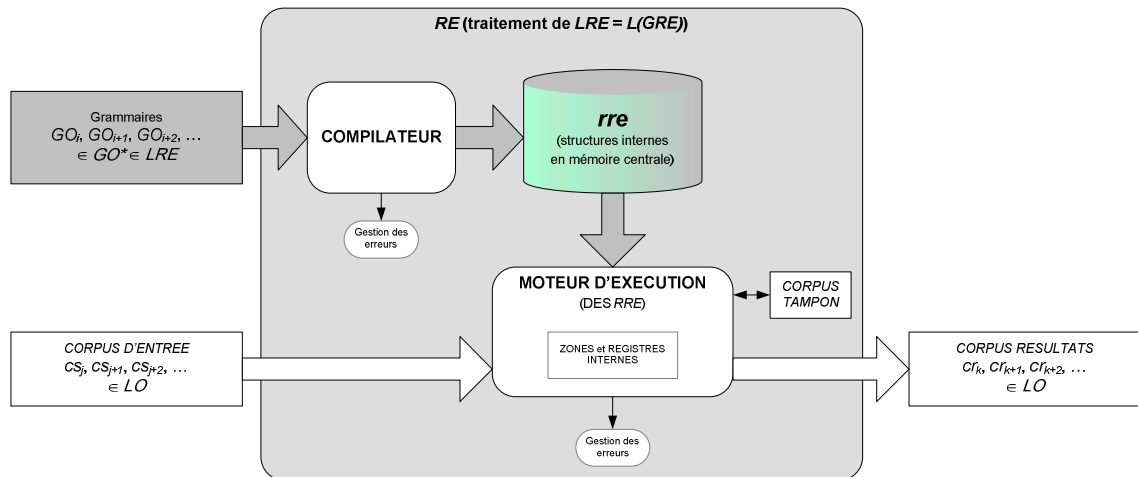 RE (traitement de LRE = L(GRE))
Grammaires
GOi, GOi+1, GOi+2, …
∈ GO* ∈ LRE
COMPILATEUR
rre
(structures internes
en mémoire centrale)
Gestion des
erreurs
MOTEUR D'EXECUTION
(DES RRE)
CORPUS
TAMPON
ZONES et REGISTRES
INTERNES
CORPUS D'ENTREE
csj, csj+1, csj+2, …
∈ LO
CORPUS RESULTATS
crk, crk+1, crk+2, …
∈ LO
Gestion des
erreurs